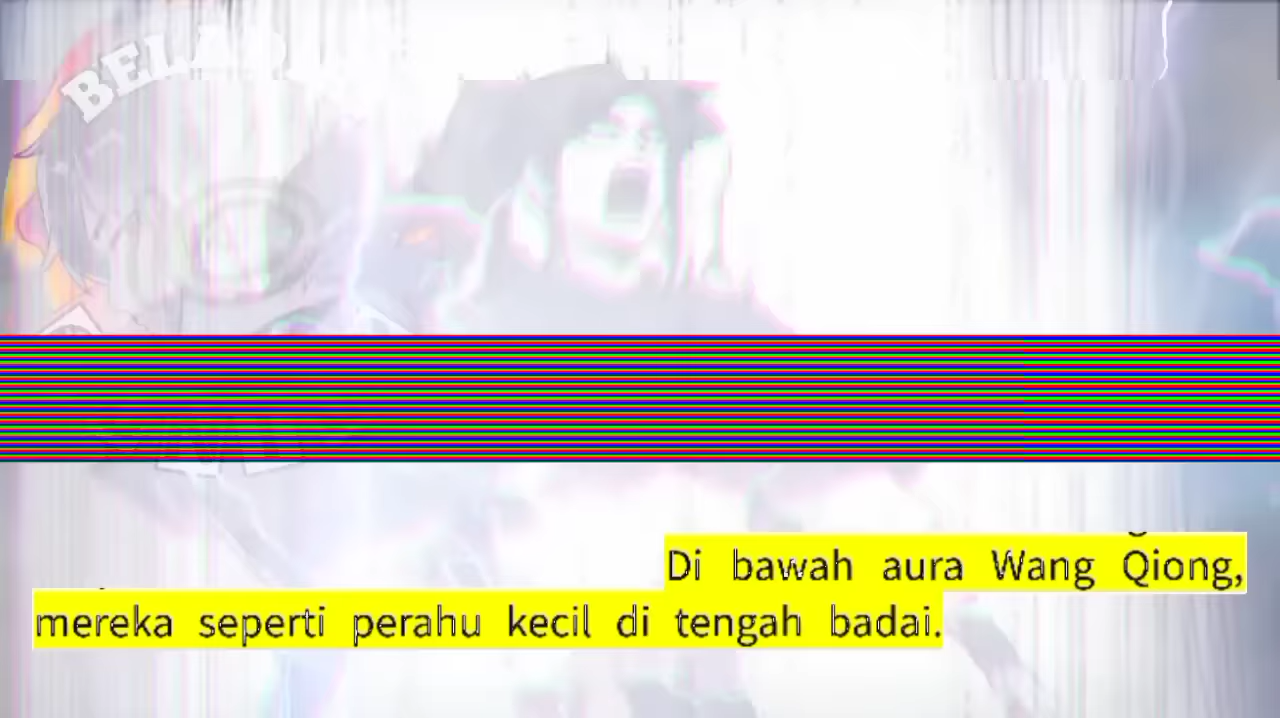 Di bawah aura Wang Qiong,
mereka seperti perahu kecil di tengah badai.